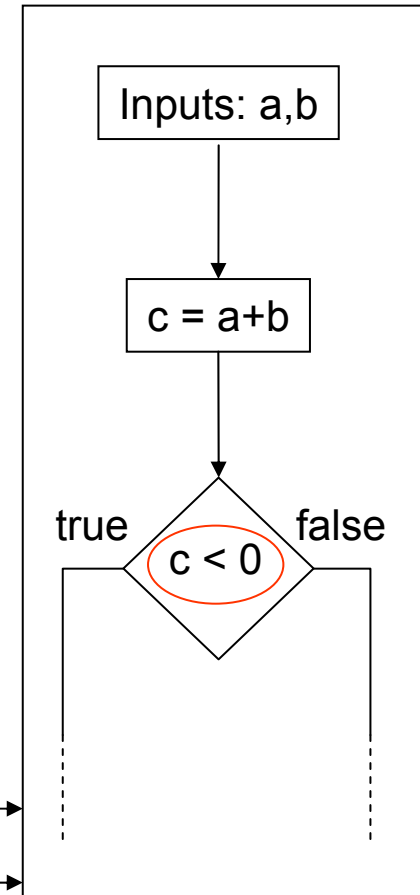 Inputs: a,b
c = a+b
true
false
c < 0